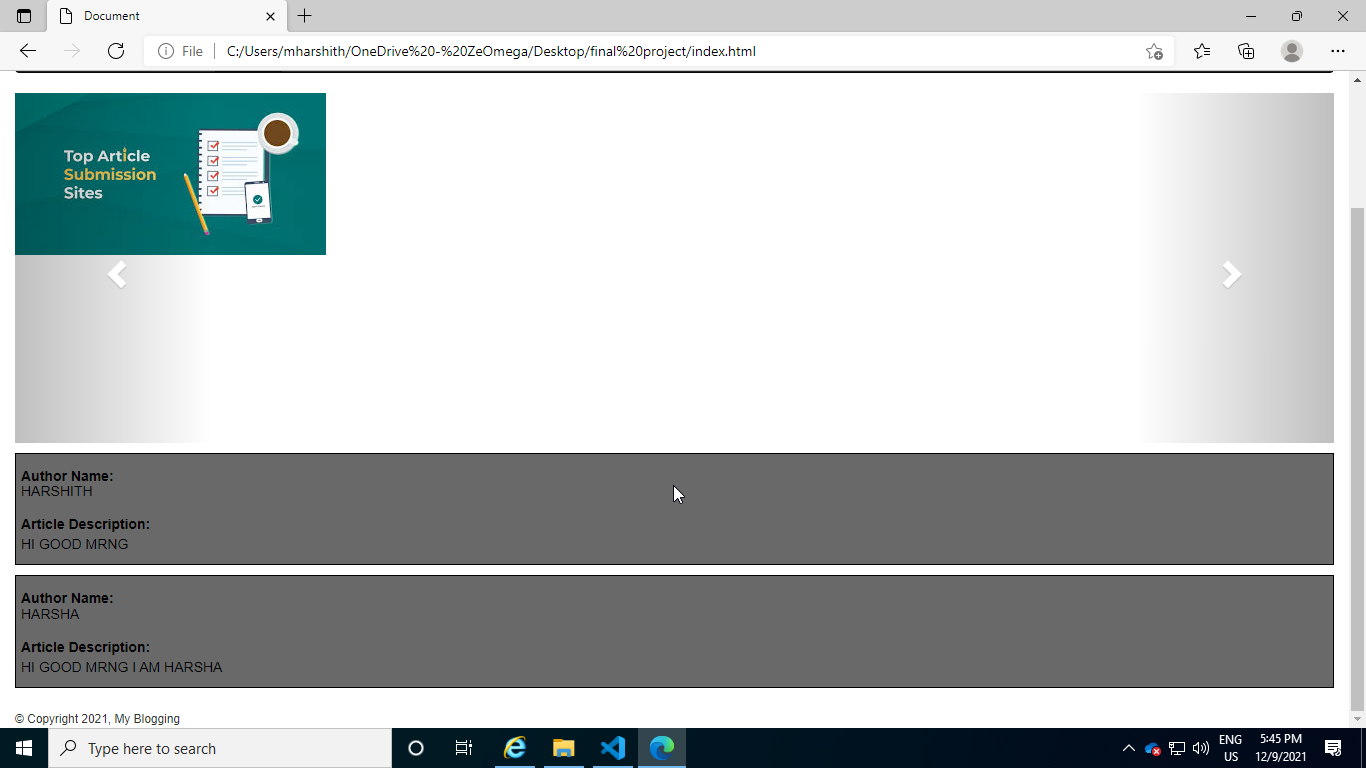 Document
File
C:/Users/mharshith/OneDrive%20-%20ZeOmega/Desktop/final%20project/index.html
Top Article
Submission
Sites
Author Name:
HARSHITH
Article Description:
HI GOOD MRNG
Author Name:
HARSHA
Article Description:
HI GOOD MRNG I AM HARSHA
© Copyright 2021, My Blogging
Type here to search
ENG
US
5:45 PM
12/9/2021